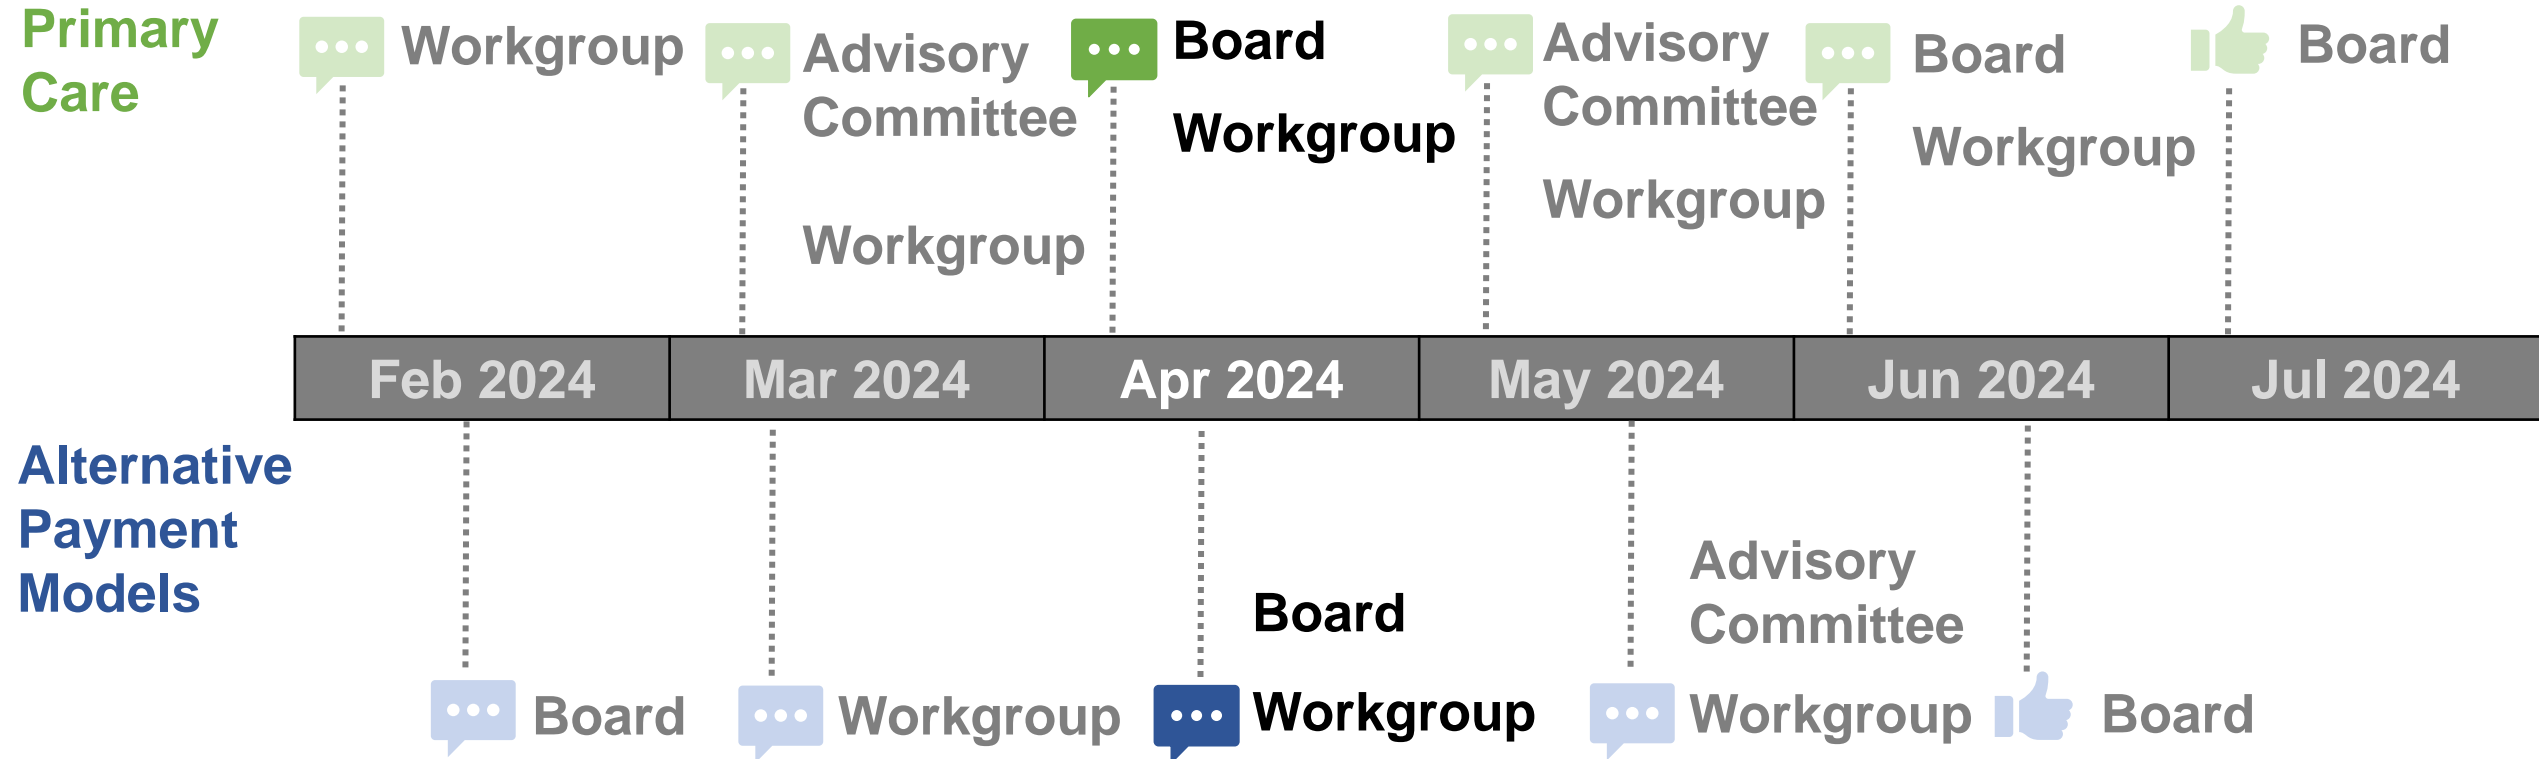 Primary
Care
Workgroup
Advisory
Committee
Workgroup
Board
Workgroup
Advisory
Committee
Workgroup
Board
Workgroup
Board
Feb 2024
Mar 2024
Apr 2024
May 2024
Jun 2024
Jul 2024
Alternative
Payment
Models
Board
Workgroup
Board
Workgroup
Advisory
Committee
Workgroup
Board